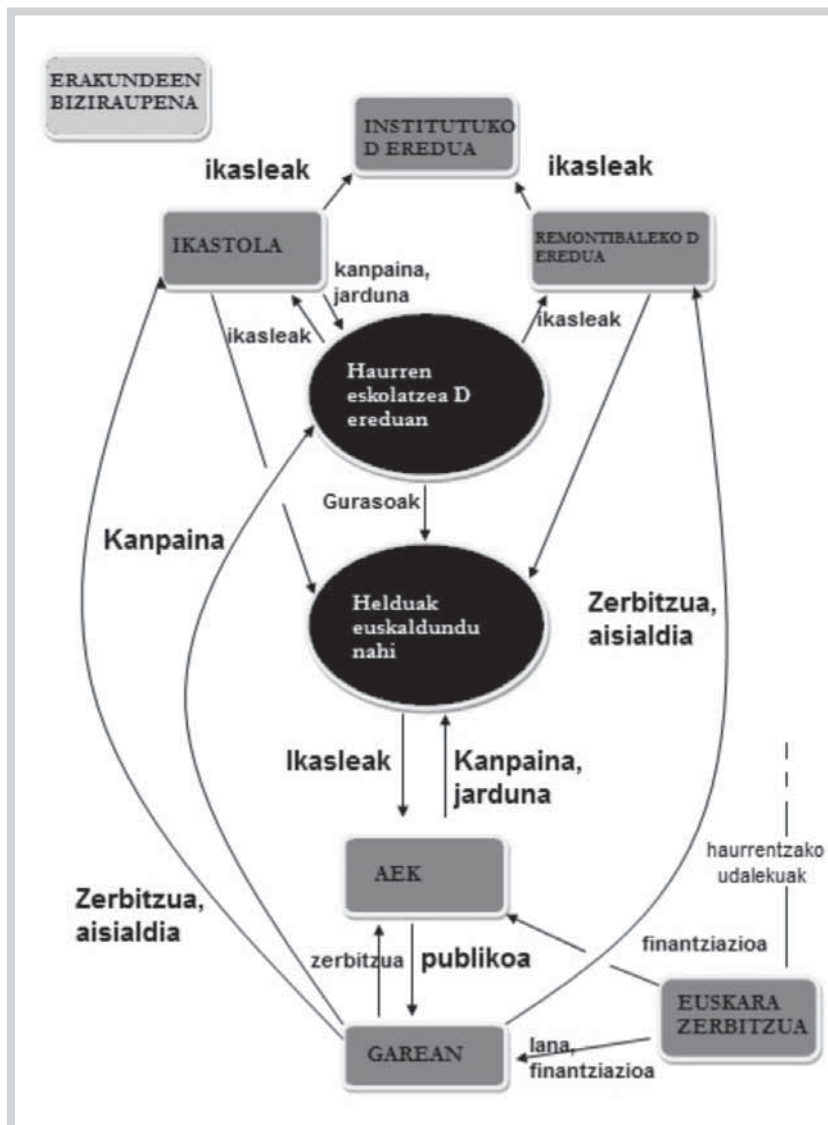 ERAKUNDEEN
BIZIRAUPENA
INSTITUTUKO
D EREDUA
ikasleak
ikasleak
IKASTOLA
REMONTIBALEKO D
EREDUA
kanpaina,
jarduna
ikasleak
ikasleak
Haurren
eskolatzea D
ereduan
Gurasoak
Kanpaina
Helduak
euskaldundu
nahi
Zerbitzua,
aisialdia
Ikasleak
Kanpaina,
jarduna
haurrentzako
udalekuak
AEK
Zerbitzua,
aisialdia
zerbitzua
publikoa
finantziazioa
EUSKARA
ZERBITZUA
GAREAN
lana,
finantziazioa